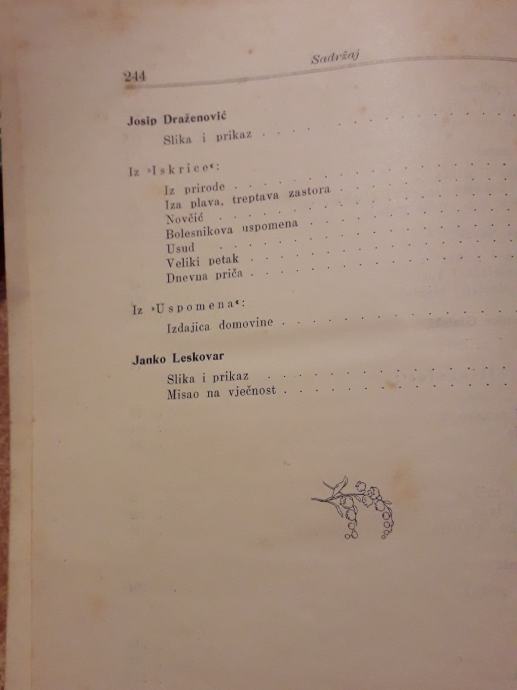 244
Sadržaj
Josip Draženović
Slika i prikaz . . . . . . . . .
Iz »Iskrice«:
Iz prirode . . . . . . . . . . .
Iza plava, treptava zastora . . . . . . .
Novčić . . . . . . . . . . . .
Bolesnikova uspomena . . . . . . . .
Usud . . . . . . . . . . . .
Veliki petak . . . . . . . . . . .
Dnevna priča . . . . . . . . . . .
Iz »Uspomena«:
Izdajica domovine . . . . . . . . .
Janko Leskovar
Slika i prikaz . . . . . . . . . .
Misao na vječnost . . . . . . . . .